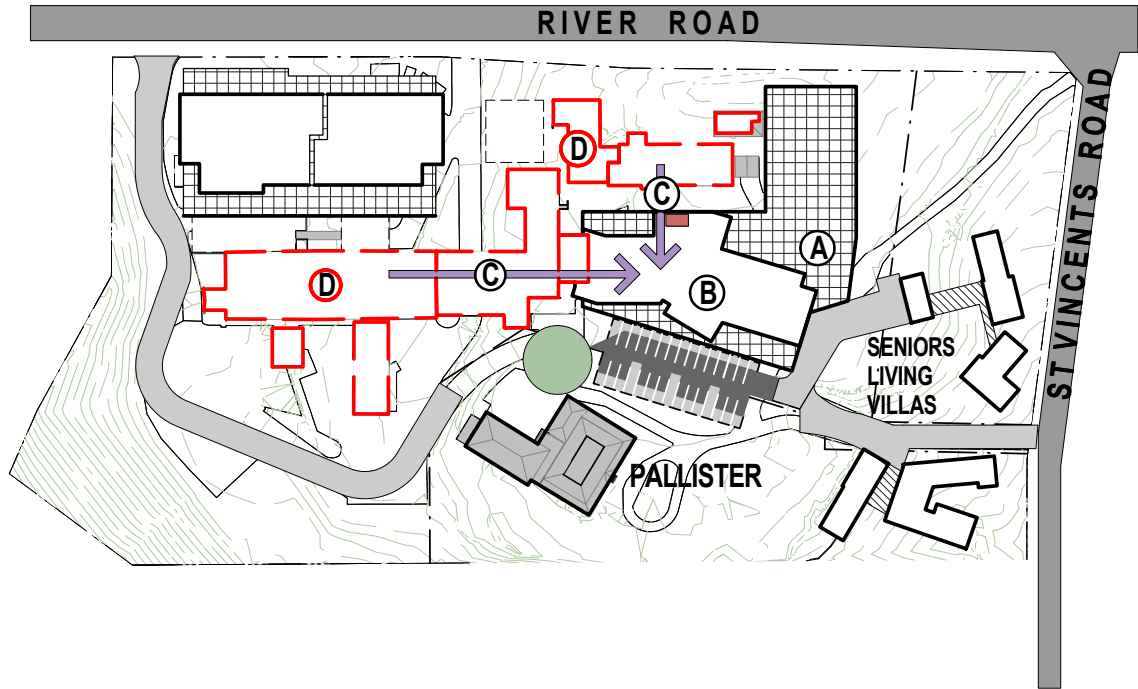 RIVER ROAD
D
C
A
C
D
B
SENIORS
LIVING
VILLAS
ST VINCENTS ROAD
PALLISTER